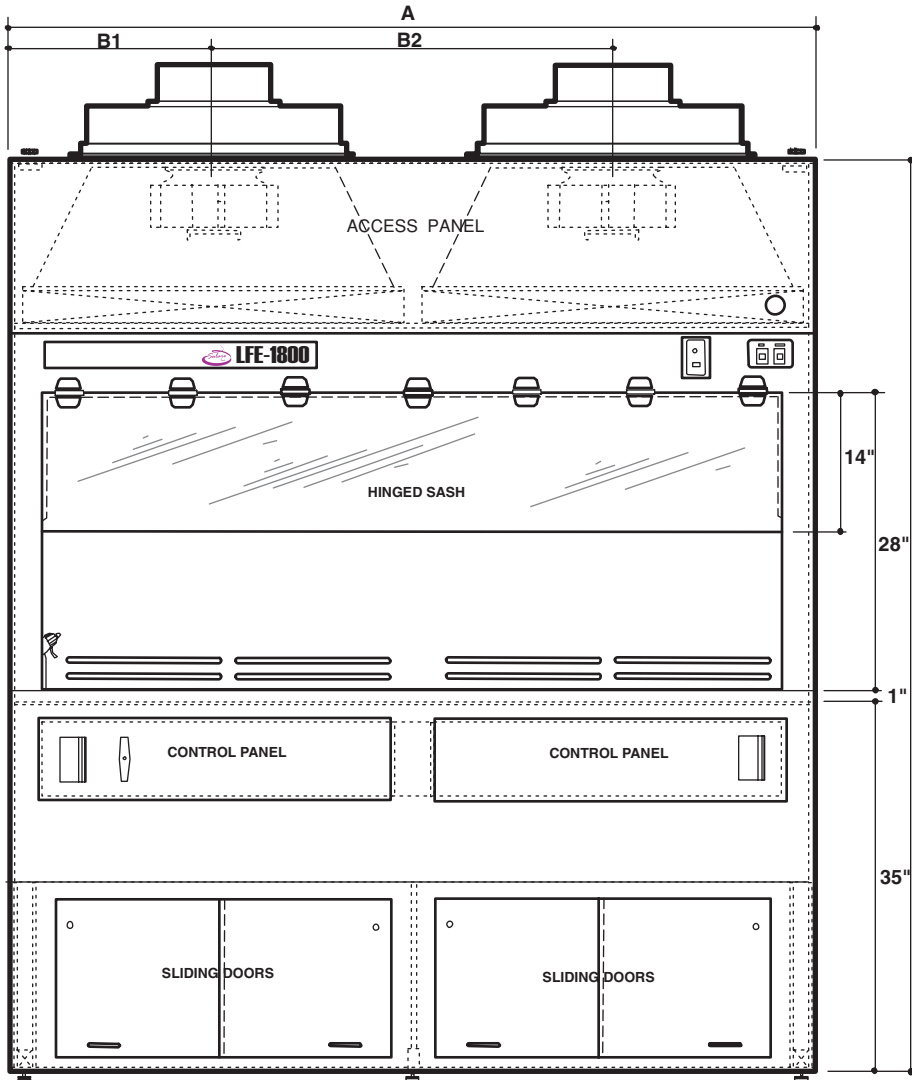 A
B1 B2
ACCESS PANEL
LFE-1800
14"
HINGED SASH
28"
1"
CONTROL PANEL CONTROL PANEL
35"
SLIDING DOORS SLIDING DOORS